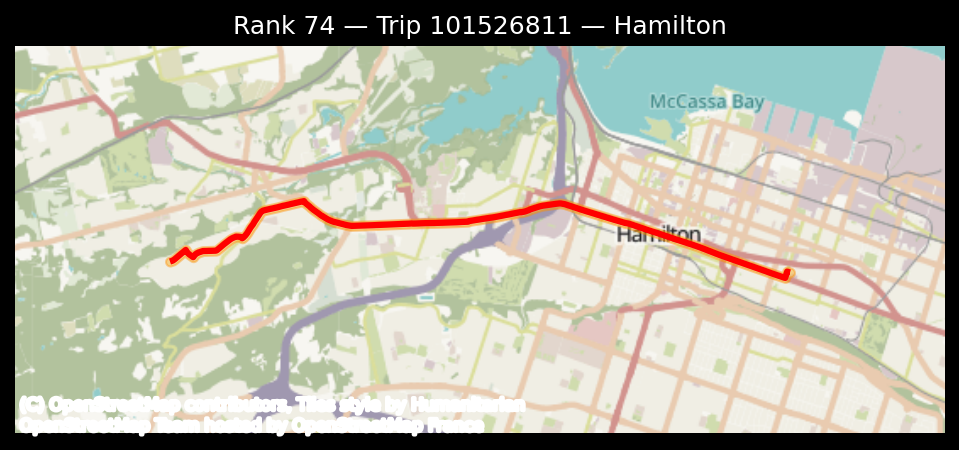 Rank 74 — Trip 101526811 — Hamilton
McCassa Bay
Hamilton
(C) OpenStreetMap contributors, Tiles style by Humanitarian
OpenStreetMap Team hosted by OpenStreetMap France